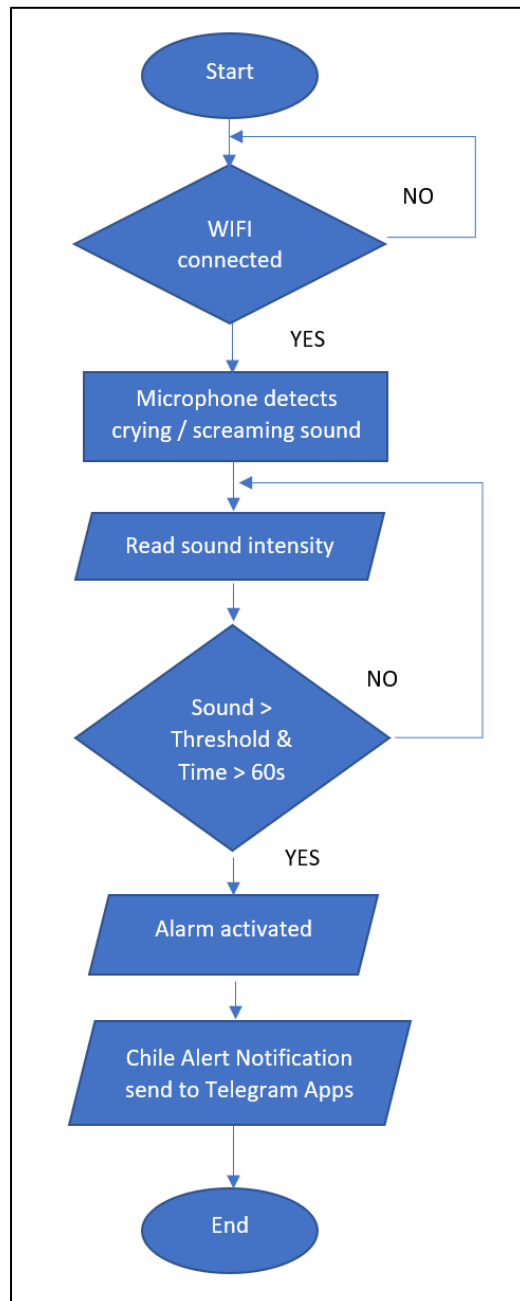 Start
NO
WIFI
connected
YES
Microphone detects
crying / screaming sound
Read sound intensity
NO
Sound >
Threshold &
Time > 60s
YES
Alarm activated
Chile Alert Notification
send to Telegram Apps
End